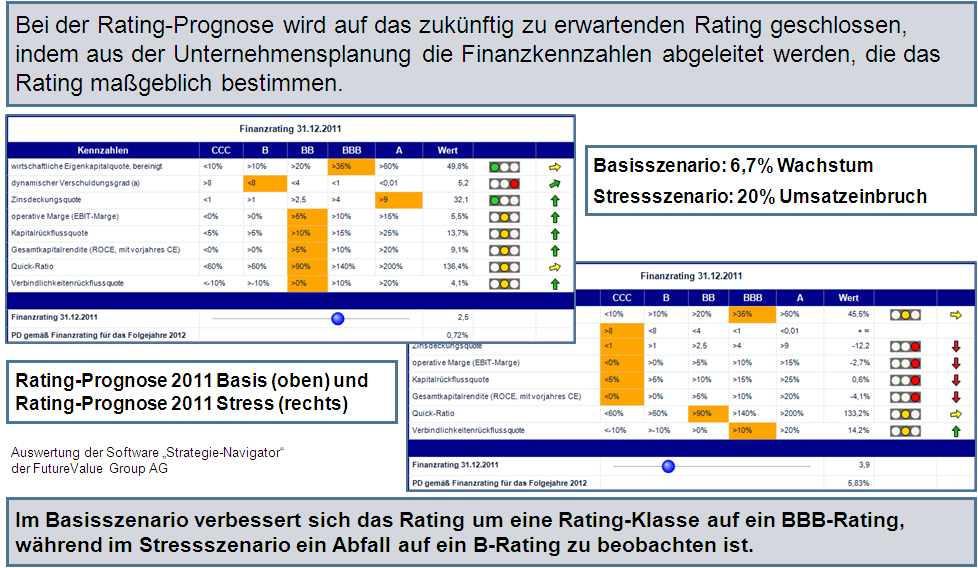 Bei der Rating-Prognose wird auf das zukünftig zu erwartenden Rating geschlossen,
indem aus der Unternehmensplanung die Finanzkennzahlen abgeleitet werden, die das
Rating maßgeblich bestimmen.
Finanzrating 31.12.2011
Kennzahlen CCC B BB BBB A Wert
wirtschaftliche Eigenkapitalquote, bereinigt <10% >10% >20% >35% >60% 49,8%
dynamischer Verschuldungsgrad (a) >8 <8 <4 <1 <0,01 5,2
Zinsdeckungsquote <1 >1 >2,5 >4 >9 32,1
operative Marge (EBIT-Marge) <0% >0% >5% >10% >15% 5,5%
Kapitalrückflussquote <5% >5% >10% >15% >25% 13,7%
Gesamtkapitalrendite (ROCE, mit vorjahres CE) <0% >0% >5% >10% >20% 9,1%
Quick-Ratio <60% >60% >90% >140% >200% 136,4%
Verbindlichkeitenrückflussquote <-10% >-10% >0% >10% >20% 4,1%
Finanzrating 31.12.2011 2,5
PD gemäß Finanzrating für das Folgejahre 2012 0,72%
Basisszenario: 6,7% Wachstum
Stressszenario: 20% Umsatzeinbruch
Finanzrating 31.12.2011
CCC B BB BBB A Wert
<10% >10% >20% >35% >60% 45,5%
>8 <8 <4 <1 <0,01 + ∞
Zinsdeckungsquote <1 >1 >2,5 >4 >9 -12,2
operative Marge (EBIT-Marge) <0% >0% >5% >10% >15% -2,7%
Kapitalrückflussquote <5% >5% >10% >15% >25% 0,6%
Gesamtkapitalrendite (ROCE, mit vorjahres CE) <0% >0% >5% >10% >20% -4,1%
Quick-Ratio <60% >60% >90% >140% >200% 133,2%
Verbindlichkeitenrückflussquote <-10% >-10% >0% >10% >20% 14,2%
Finanzrating 31.12.2011 3,9
PD gemäß Finanzrating für das Folgejahre 2012 5,83%
Rating-Prognose 2011 Basis (oben) und
Rating-Prognose 2011 Stress (rechts)
Auswertung der Software „Strategie-Navigator“
der FutureValue Group AG
Im Basisszenario verbessert sich das Rating um eine Rating-Klasse auf ein BBB-Rating,
während im Stressszenario ein Abfall auf ein B-Rating zu beobachten ist.